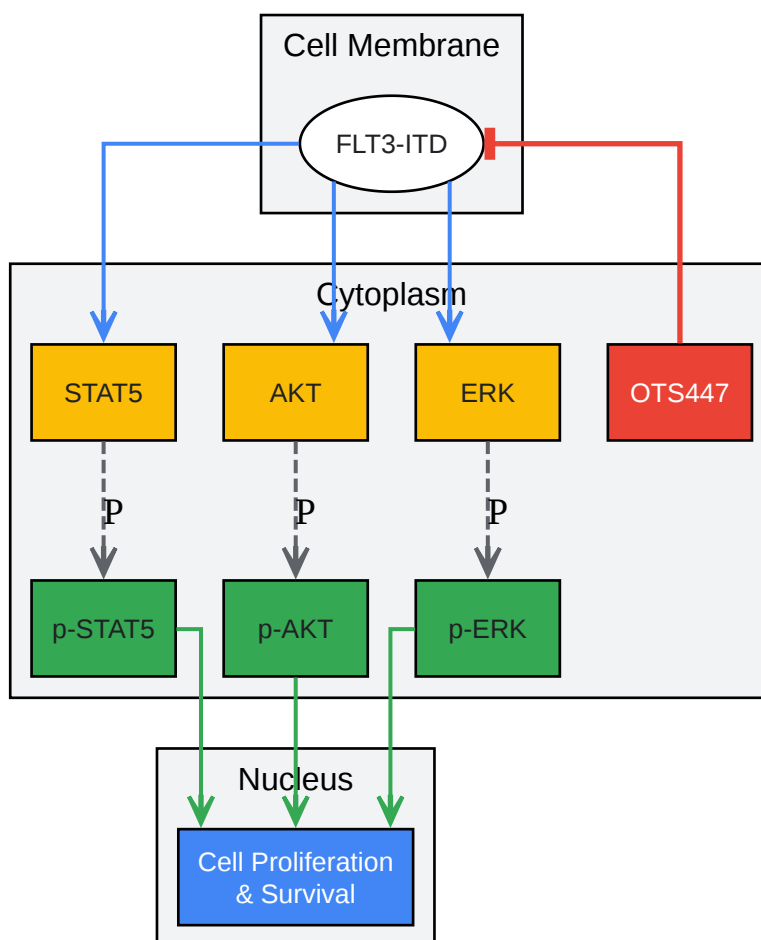 Cell Membrane
FLT3-ITD
Cytoplasm
STAT5
AKT
ERK
OTS447
P
P
P
p-STAT5
p-AKT
p-ERK
Nucleus
Cell Proliferation
& Survival